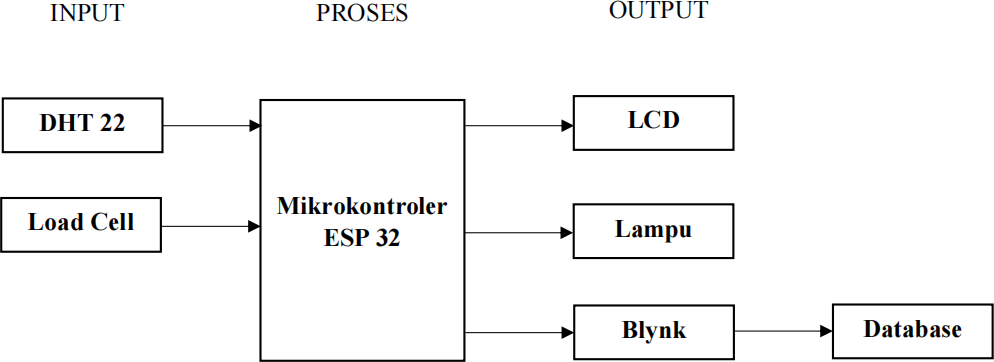 INPUT
PROSES
OUTPUT
DHT 22
Load Cell
Mikrokontroler
ESP 32
LCD
Lampu
Blynk
Database